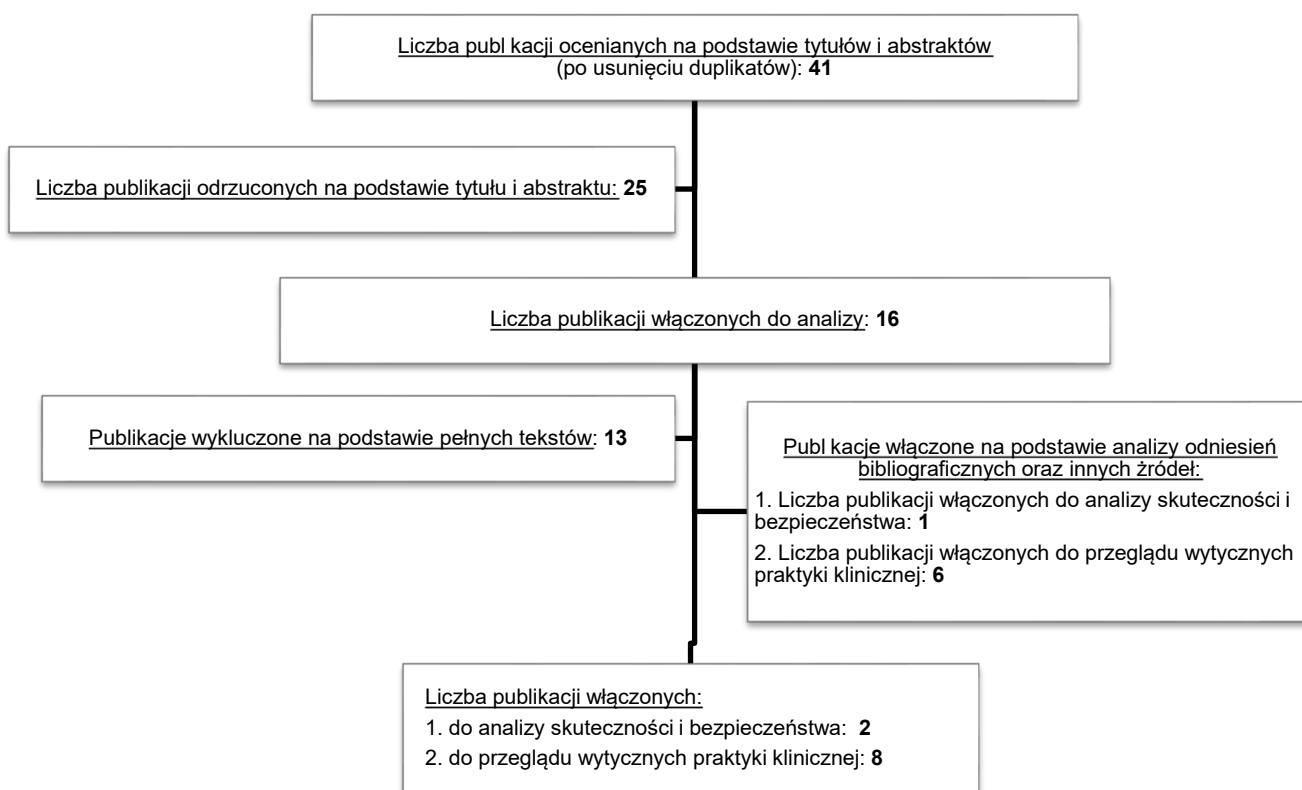 Liczba publ kacji ocenianych na podstawie tytułów i abstraktów
(po usunięciu duplikatów): 41
Liczba publikacji odrzuconych na podstawie tytułu i abstraktu: 25
Liczba publikacji włączonych do analizy: 16
Publikacje wykluczone na podstawie pełnych tekstów: 13
Publ kacje włączone na podstawie analizy odniesień
bibliograficznych oraz innych źródeł:
1. Liczba publikacji włączonych do analizy skuteczności i
bezpieczeństwa: 1
2. Liczba publikacji włączonych do przeglądu wytycznych
praktyki klinicznej: 6
Liczba publikacji włączonych:
1. do analizy skuteczności i bezpieczeństwa: 2
2. do przeglądu wytycznych praktyki klinicznej: 8